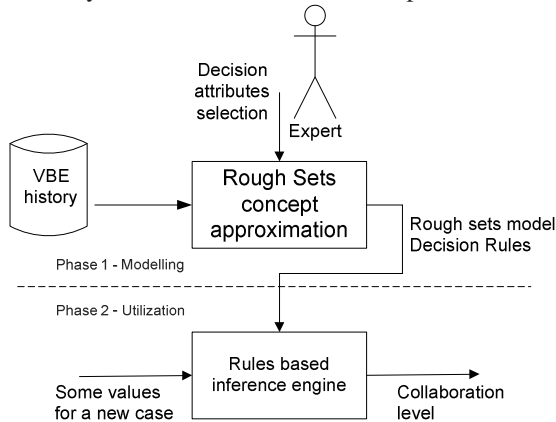 Decision
attributes
selection
Expert
VBE
history
Rough Sets
concept
approximation
Rough sets model
Decision Rules
Phase 1 - Modelling
Phase 2 - Utilization
Rules based
inference engine
Some values
for a new case
Collaboration
level